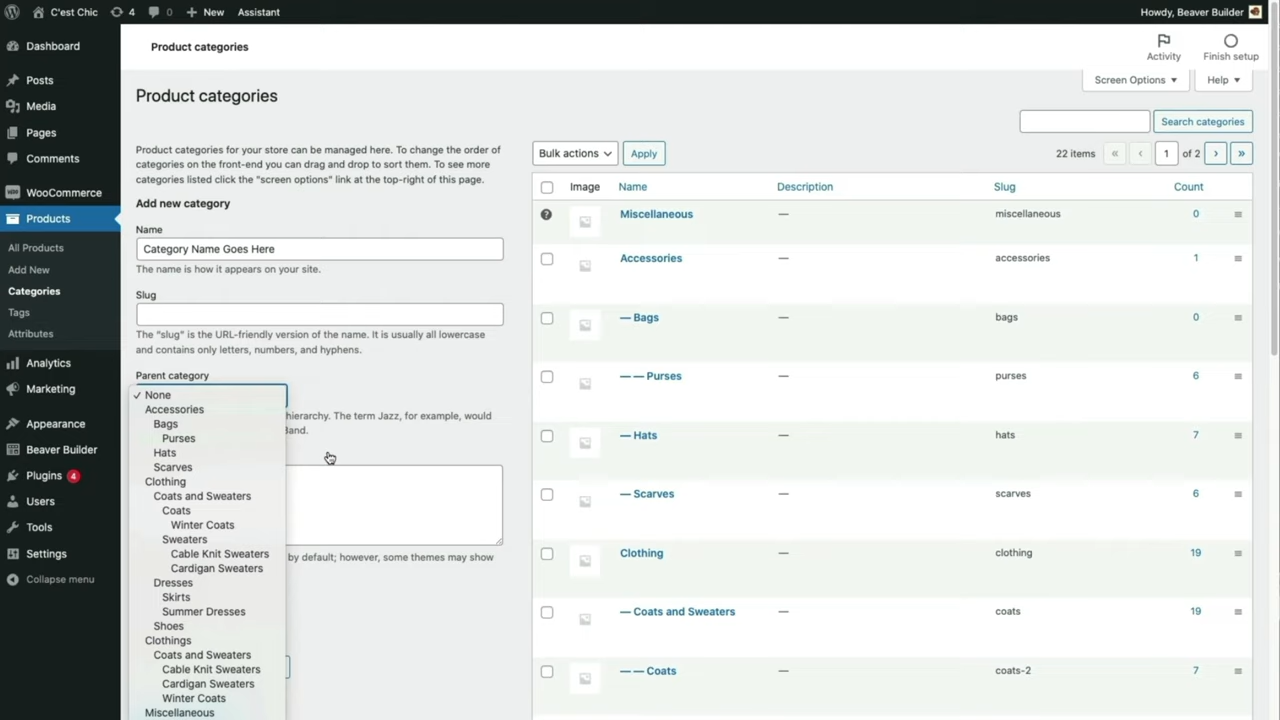 C'est Chic 4 0 New Assistant Howdy, Beaver Builder
Dashboard
Posts
Media
Pages
Comments
WooCommerce
Products
All Products
Add New
Categories
Tags
Attributes
Analytics
Marketing
Appearance
Beaver Builder
Plugins 4
Users
Tools
Settings
Collapse menu
Product categories
Activity Finish setup
Screen Options Help
Product categories
Product categories for your store can be managed here. To change the order of
categories on the front-end you can drag and drop to sort them. To see more
categories listed click the "screen options" link at the top-right of this page.
Add new category
Name
Category Name Goes Here
The name is how it appears on your site.
Slug
The "slug" is the URL-friendly version of the name. It is usually all lowercase
and contains only letters, numbers, and hyphens.
Parent category
✓ None
Accessories
Bags
Purses
Hats
Scarves
Clothing
Coats and Sweaters
Coats
Winter Coats
Sweaters
Cable Knit Sweaters
Cardigan Sweaters
Dresses
Skirts
Summer Dresses
Shoes
Clothings
Coats and Sweaters
Cable Knit Sweaters
Cardigan Sweaters
Winter Coats
Miscellaneous
hierarchy. The term Jazz, for example, would
Band.
by default; however, some themes may show
Search categories
Bulk actions Apply 22 items « ‹ 1 of 2 › »
Image Name Description Slug Count
? Miscellaneous — miscellaneous 0
Accessories — accessories 1
— Bags — bags 0
— — Purses — purses 6
— Hats — hats 7
— Scarves — scarves 6
Clothing — clothing 19
— Coats and Sweaters — coats 19
— — Coats — coats-2 7